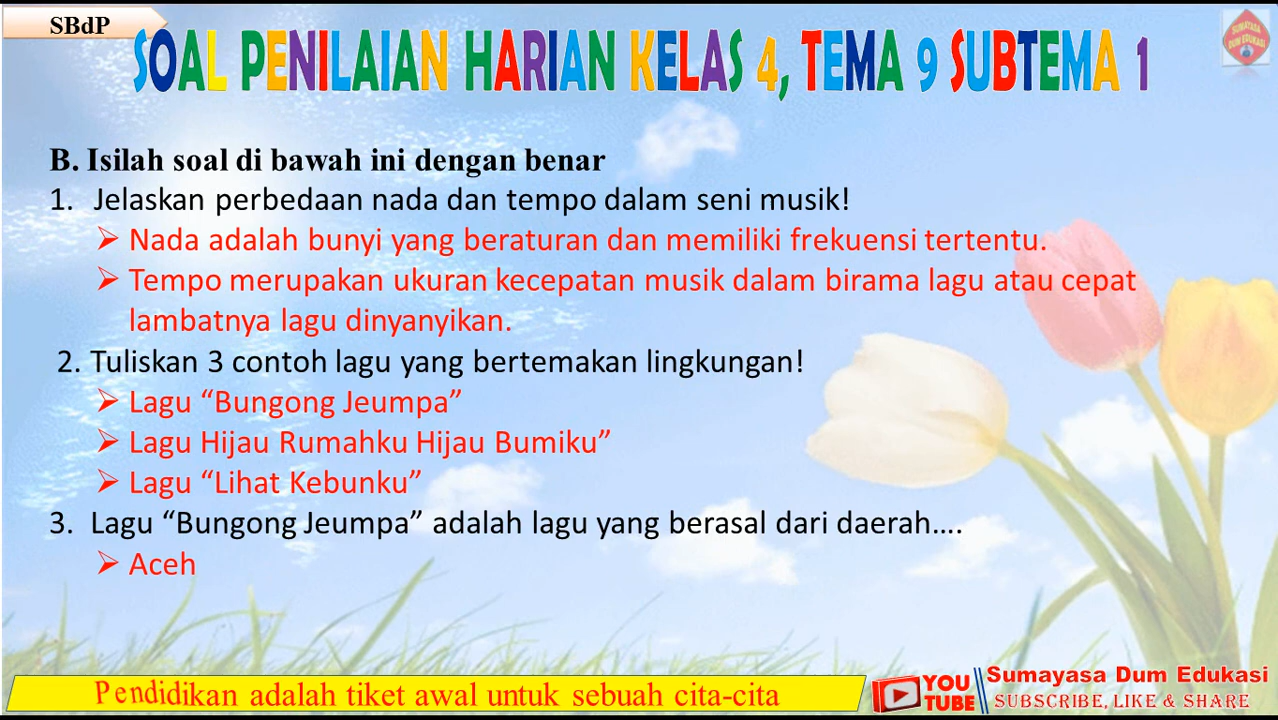 SBdP
SOAL PENILAIAN HARIAN KELAS 4, TEMA 9 SUBTEMA 1
SUMAYASA
DUM EDUKASI
B. Isilah soal di bawah ini dengan benar
1. Jelaskan perbedaan nada dan tempo dalam seni musik!
➢ Nada adalah bunyi yang beraturan dan memiliki frekuensi tertentu.
➢ Tempo merupakan ukuran kecepatan musik dalam birama lagu atau cepat
lambatnya lagu dinyanyikan.
2. Tuliskan 3 contoh lagu yang bertemakan lingkungan!
➢ Lagu “Bungong Jeumpa”
➢ Lagu Hijau Rumahku Hijau Bumiku”
➢ Lagu “Lihat Kebunku”
3. Lagu “Bungong Jeumpa” adalah lagu yang berasal dari daerah….
➢ Aceh
Pendidikan adalah tiket awal untuk sebuah cita-cita
YOU
TUBE
Sumayasa Dum Edukasi
SUBSCRIBE, LIKE & SHARE